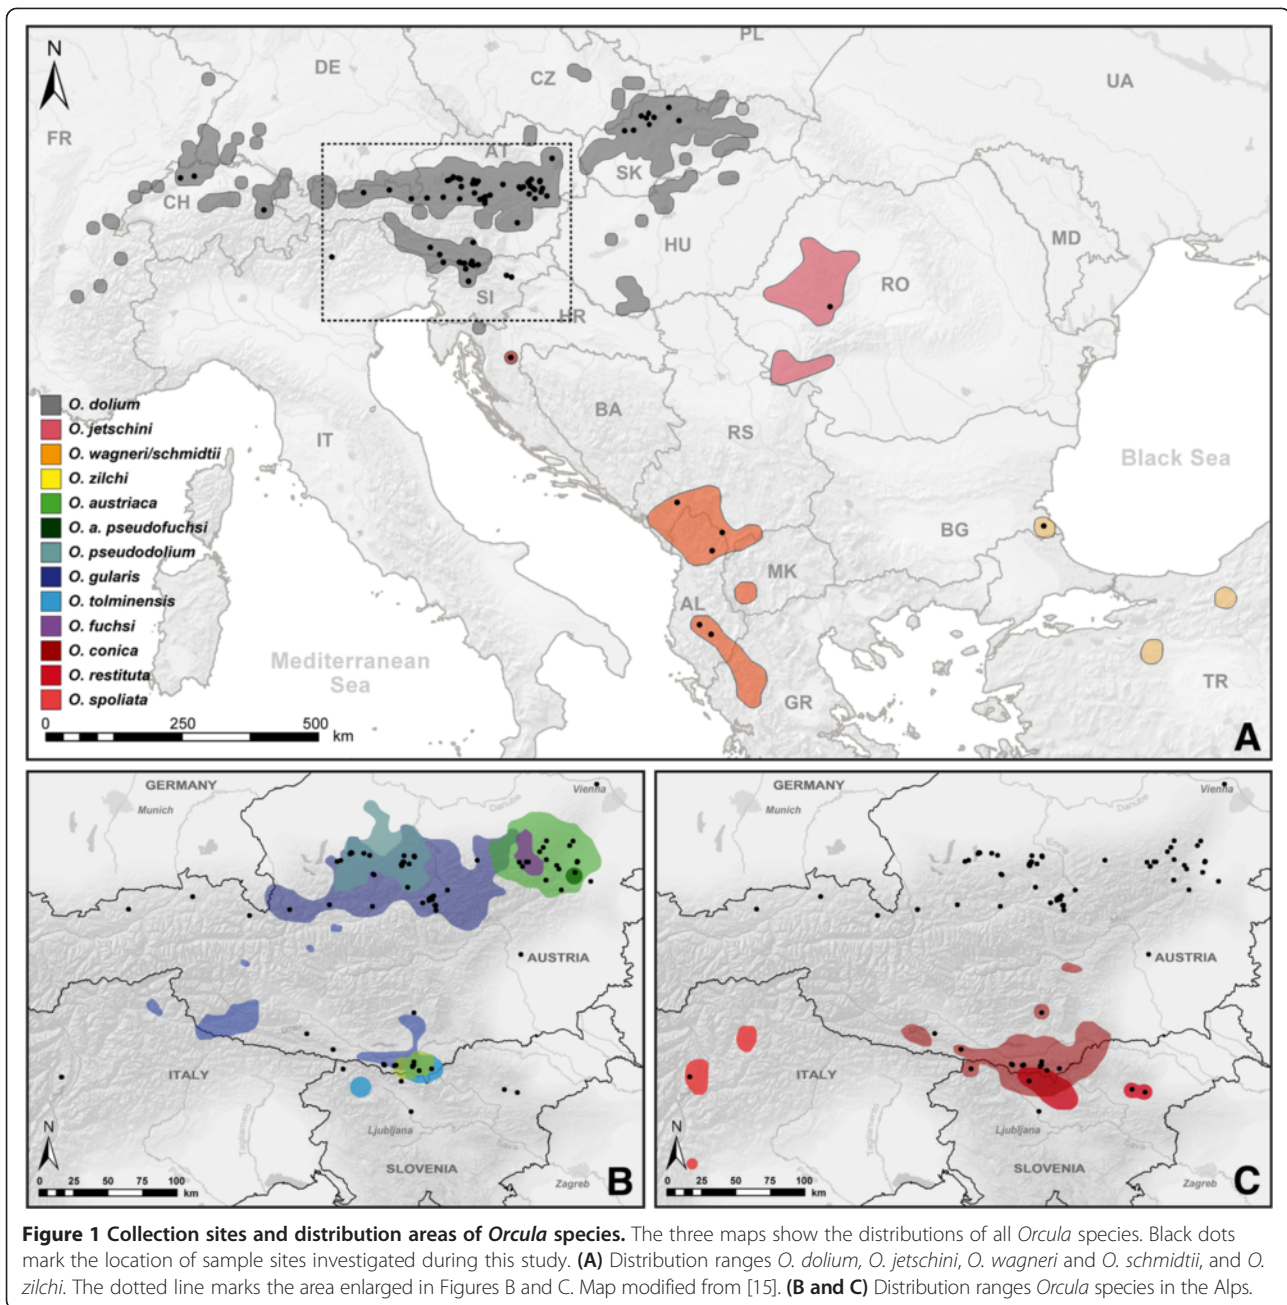 N
DE
PL
CZ
UA
FR
AT
SK
CH
HU
MD
RO
SI
HR
BA
RS
IT
Black Sea
BG
MK
AL
GR
TR
Mediterranean
Sea
O. dolium
O. jetschini
O. wagneri/schmidtii
O. zilchi
O. austriaca
O. a. pseudofuchsi
O. pseudodolium
O. gularis
O. tolminensis
O. fuchsi
O. conica
O. restituta
O. spoliata
0 250 500
km
A
GERMANY
Munich
Danube
Vienna
AUSTRIA
ITALY
Ljubljana
SLOVENIA
Zagreb
N
0 25 50 75 100
km
B
GERMANY
Munich
Danube
Vienna
Enns
AUSTRIA
ITALY
Ljubljana
SLOVENIA
Zagreb
N
0 25 50 75 100
km
C
Figure 1 Collection sites and distribution areas of Orcula species. The three maps show the distributions of all Orcula species. Black dots
mark the location of sample sites investigated during this study. (A) Distribution ranges O. dolium, O. jetschini, O. wagneri and O. schmidtii, and O.
zilchi. The dotted line marks the area enlarged in Figures B and C. Map modified from [15]. (B and C) Distribution ranges Orcula species in the Alps.